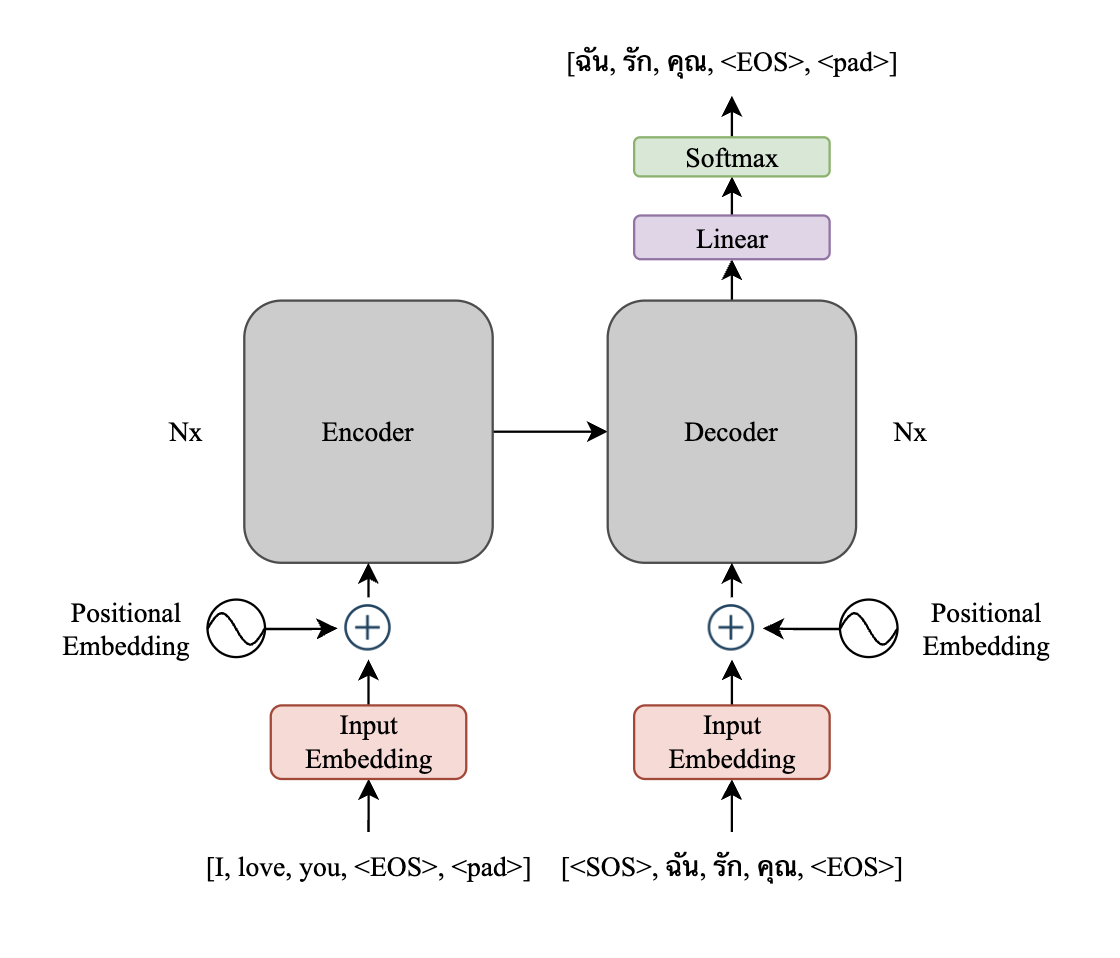 [ฉัน, รัก, คุณ, <EOS>, <pad>]
Softmax
Linear
Nx
Encoder
Decoder
Nx
Positional
Embedding
Positional
Embedding
Input
Embedding
Input
Embedding
[I, love, you, <EOS>, <pad>]
[<SOS>, ฉัน, รัก, คุณ, <EOS>]